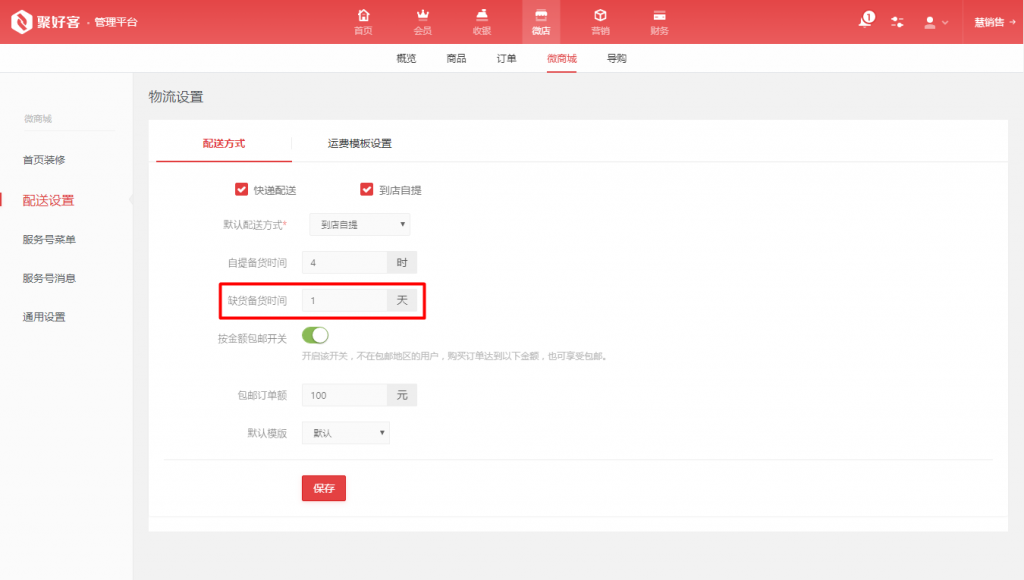 聚好客 · 管理平台
首页 会员 收银 微店 营销 财务
1
慧销售 →
概览 商品 订单 微商城 导购
微商城
首页装修
配送设置
服务号菜单
服务号消息
通用设置
物流设置
配送方式 运费模板设置
快递配送 到店自提
默认配送方式* 到店自提
自提备货时间 4 时
缺货备货时间 1 天
按金额包邮开关
开启该开关，不在包邮地区的用户，购买订单达到以下金额，也可享受包邮。
包邮订单额 100 元
默认模版 默认
保存